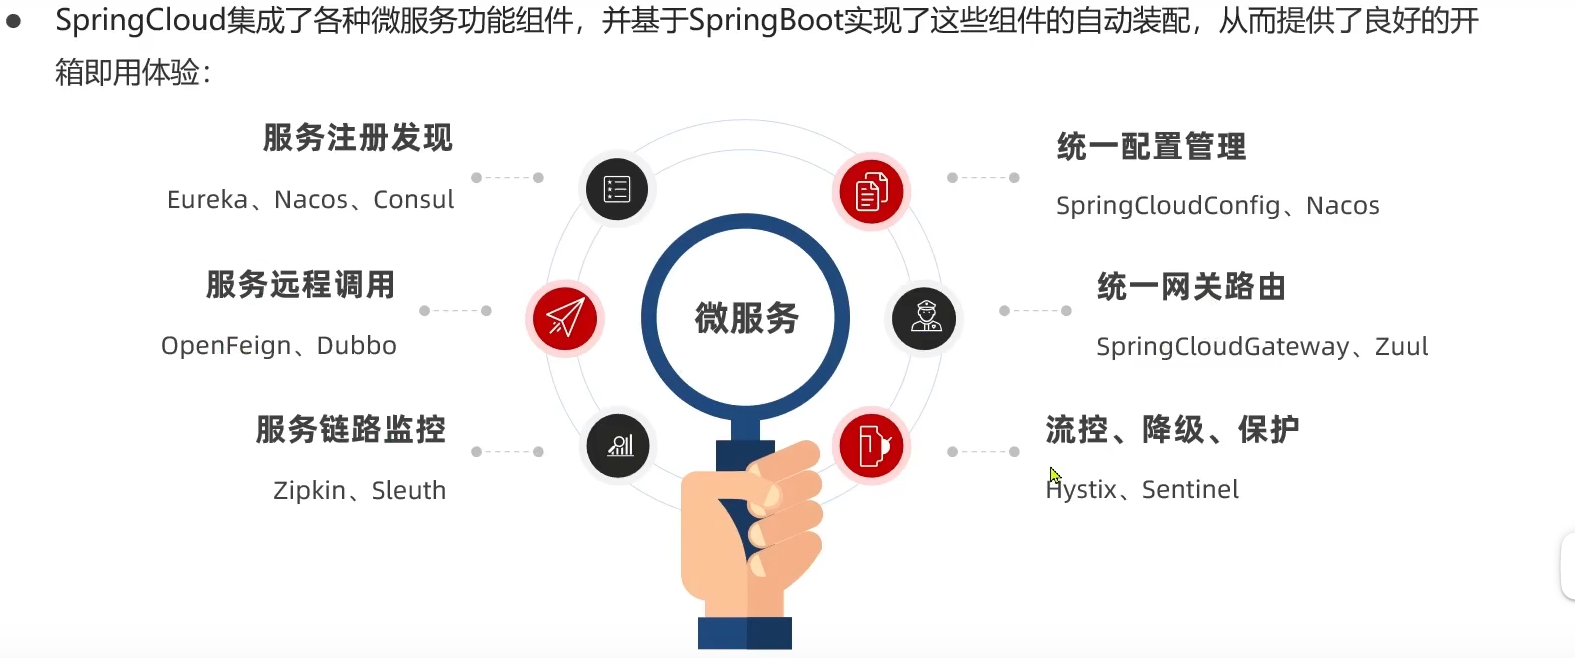 SpringCloud集成了各种微服务功能组件，并基于SpringBoot实现了这些组件的自动装配，从而提供了良好的开
箱即用体验：
服务注册发现
Eureka、Nacos、Consul
服务远程调用
OpenFeign、Dubbo
服务链路监控
Zipkin、Sleuth
微服务
统一配置管理
SpringCloudConfig、Nacos
统一网关路由
SpringCloudGateway、Zuul
流控、降级、保护
Hystix、Sentinel